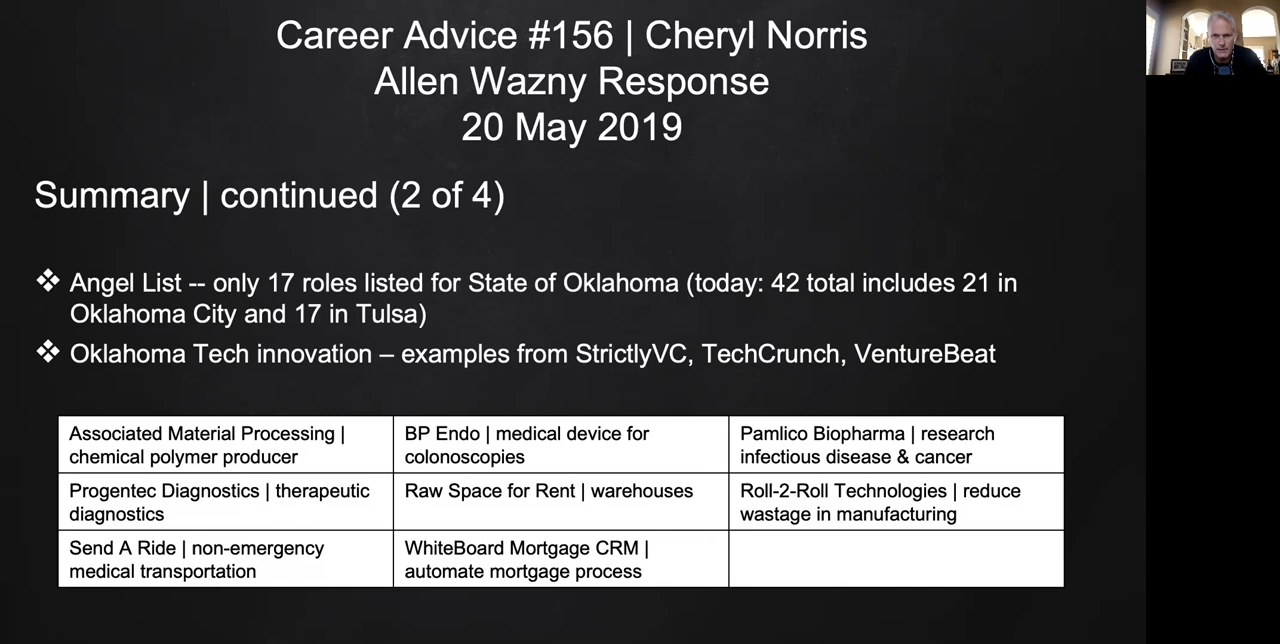 Career Advice #156 | Cheryl Norris
Allen Wazny Response
20 May 2019
Summary | continued (2 of 4)
❖ Angel List -- only 17 roles listed for State of Oklahoma (today: 42 total includes 21 in
Oklahoma City and 17 in Tulsa)
❖ Oklahoma Tech innovation – examples from StrictlyVC, TechCrunch, VentureBeat
Associated Material Processing |
chemical polymer producer
BP Endo | medical device for
colonoscopies
Pamlico Biopharma | research
infectious disease & cancer
Progentec Diagnostics | therapeutic
diagnostics
Raw Space for Rent | warehouses
Roll-2-Roll Technologies | reduce
wastage in manufacturing
Send A Ride | non-emergency
medical transportation
WhiteBoard Mortgage CRM |
automate mortgage process